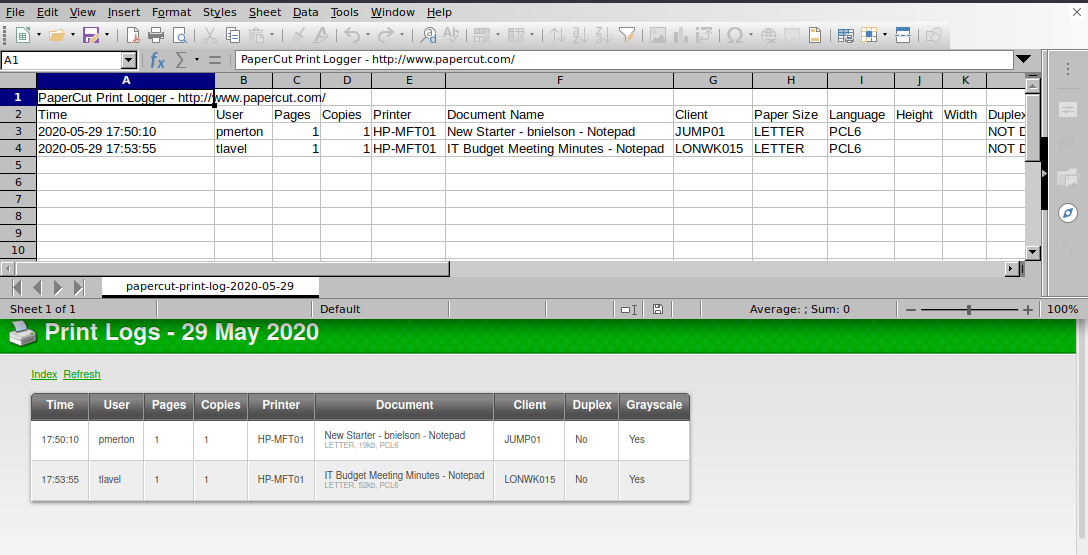 File Edit View Insert Format Styles Sheet Data Tools Window Help
A1 fx Σ = PaperCut Print Logger - http://www.papercut.com/
A B C D E F G H I J K
1 PaperCut Print Logger - http://www.papercut.com/
2 Time User Pages Copies Printer Document Name Client Paper Size Language Height Width Duplex
3 2020-05-29 17:50:10 pmerton 1 1 HP-MFT01 New Starter - bnielson - Notepad JUMP01 LETTER PCL6 NOT D
4 2020-05-29 17:53:55 tlavel 1 1 HP-MFT01 IT Budget Meeting Minutes - Notepad LONWK015 LETTER PCL6 NOT D
5
6
7
8
9
10
papercut-print-log-2020-05-29
Sheet 1 of 1 Default Average: ; Sum: 0 100%
Print Logs - 29 May 2020
Index Refresh
Time User Pages Copies Printer Document Client Duplex Grayscale
17:50:10 pmerton 1 1 HP-MFT01 New Starter - bnielson - Notepad JUMP01 No Yes
LETTER, 19kb, PCL6
17:53:55 tlavel 1 1 HP-MFT01 IT Budget Meeting Minutes - Notepad LONWK015 No Yes
LETTER, 52kb, PCL6